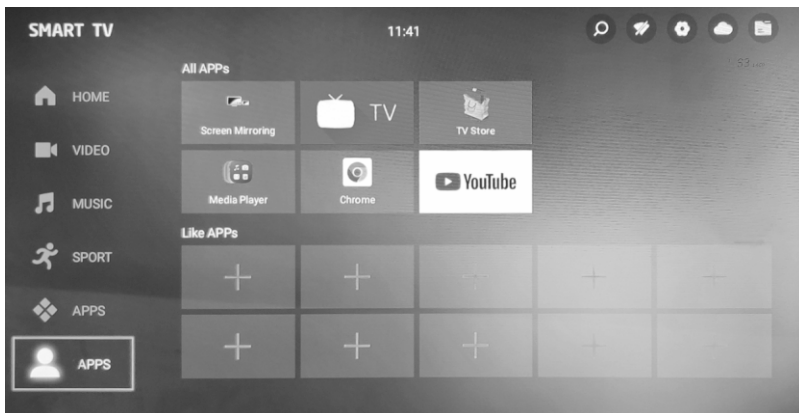 SMART TV
11:41
All APPs
HOME
Screen Mirroring
TV
TV Store
VIDEO
Media Player
Chrome
YouTube
MUSIC
Like APPs
SPORT
APPS
APPS